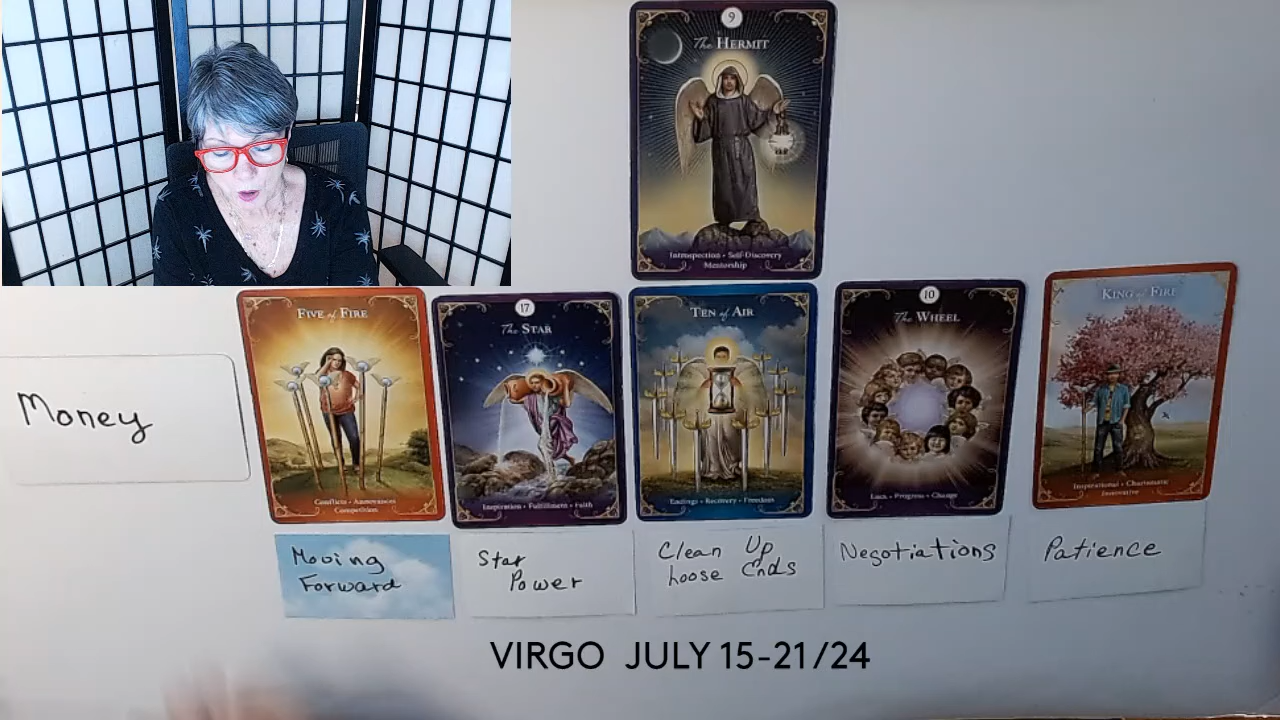 9
The HERMIT
Introspection • Self-Discovery
Mentorship
FIVE of FIRE
Conflicts • Annoyances
Competition
17
The STAR
Inspiration • Fulfillment • Faith
TEN of AIR
Endings • Recovery • Freedom
10
The WHEEL
Luck • Progress • Change
KING of FIRE
Inspirational • Charismatic
Innovative
Money
Moving
Forward
Star
Power
Clean Up
Loose Ends
Negotiations
Patience
VIRGO JULY 15-21/24